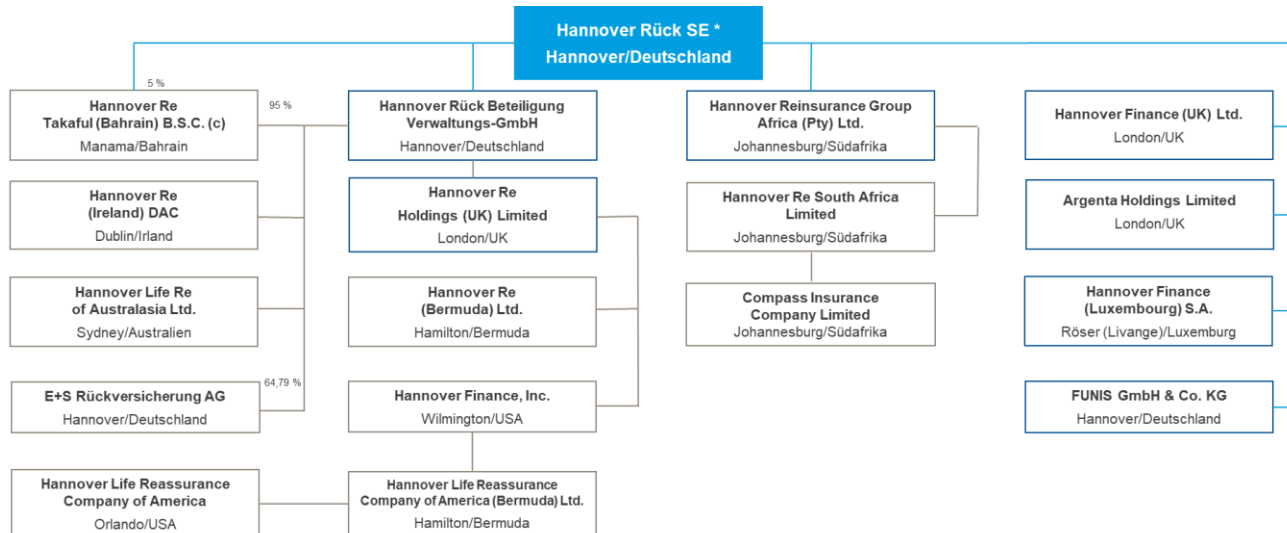 Hannover Rück SE *
Hannover/Deutschland
5 %
95 %
Hannover Re
Takaful (Bahrain) B.S.C. (c)
Manama/Bahrain
Hannover Rück Beteiligung
Verwaltungs-GmbH
Hannover/Deutschland
Hannover Reinsurance Group
Africa (Pty) Ltd.
Johannesburg/Südafrika
Hannover Finance (UK) Ltd.
London/UK
Hannover Re
(Ireland) DAC
Dublin/Irland
Hannover Re
Holdings (UK) Limited
London/UK
Hannover Re South Africa
Limited
Johannesburg/Südafrika
Argenta Holdings Limited
London/UK
Hannover Life Re
of Australasia Ltd.
Sydney/Australien
Hannover Re
(Bermuda) Ltd.
Hamilton/Bermuda
Compass Insurance
Company Limited
Johannesburg/Südafrika
Hannover Finance
(Luxembourg) S.A.
Röser (Livange)/Luxemburg
64,79 %
E+S Rückversicherung AG
Hannover/Deutschland
Hannover Finance, Inc.
Wilmington/USA
FUNIS GmbH & Co. KG
Hannover/Deutschland
Hannover Life Reassurance
Company of America
Orlando/USA
Hannover Life Reassurance
Company of America (Bermuda) Ltd.
Hamilton/Bermuda